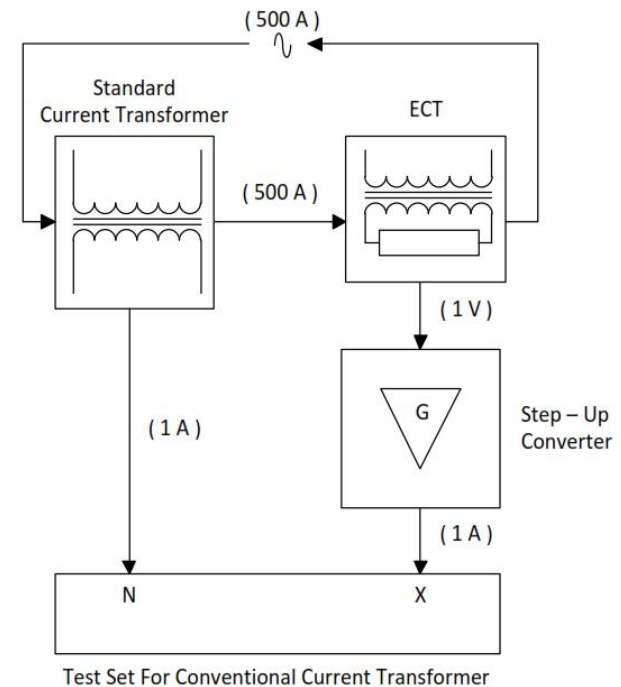 ( 500 A )
Standard
Current Transformer
ECT
( 500 A )
( 1 V )
G
Step – Up
Converter
( 1 A )
( 1 A )
N
X
Test Set For Conventional Current Transformer